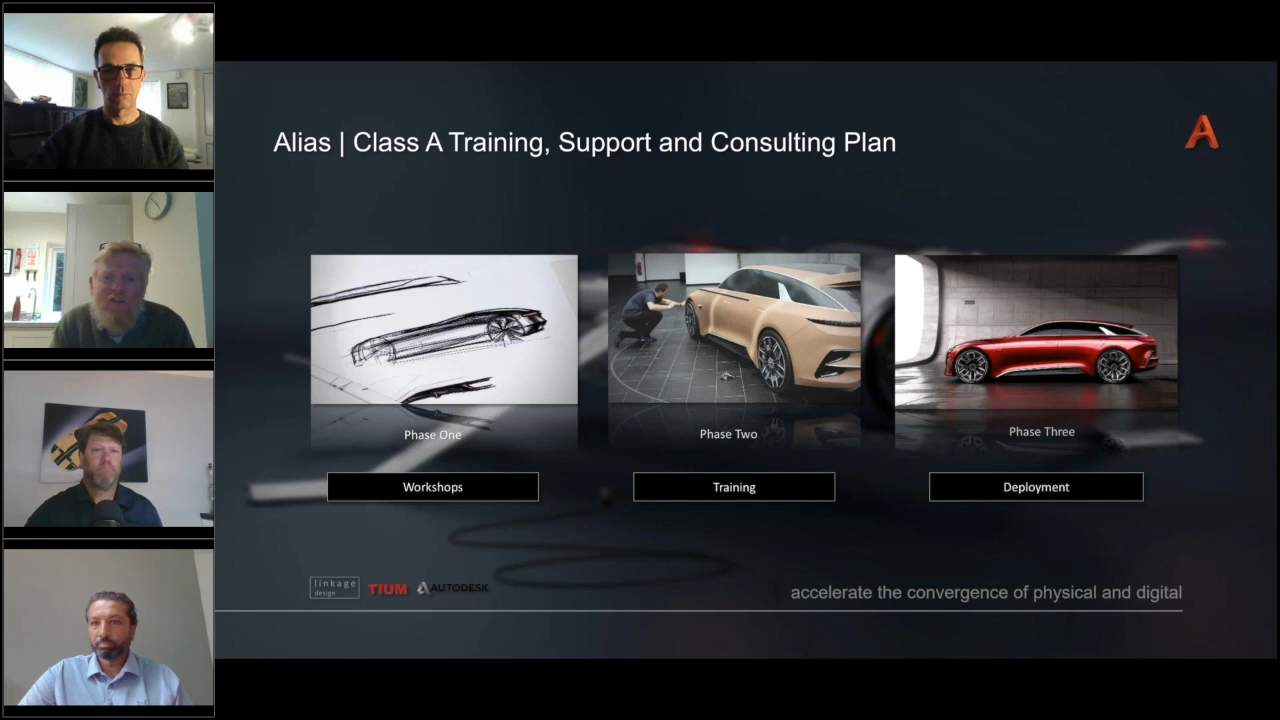 Alias | Class A Training, Support and Consulting Plan
Phase One
Phase Two
Phase Three
Workshops
Training
Deployment
linkage
design
TIUM
AUTODESK
accelerate the convergence of physical and digital